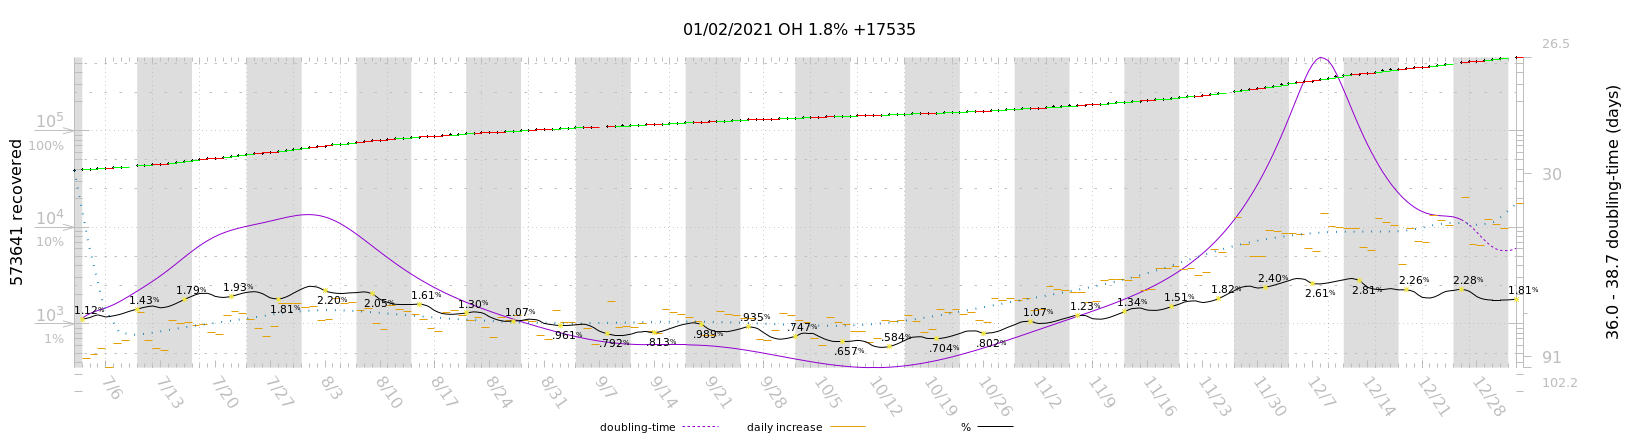 01/02/2021 OH 1.8% +17535
26.5
10⁵
100%
30
10⁴
10%
10³
1%
91
102.2
573641 recovered
36.0 - 38.7 doubling-time (days)
1.12% 1.43% 1.79% 1.93% 1.81% 2.20% 2.05% 1.61% 1.30% 1.07% .961% .792% .813% .989% .935% .747% .657% .584% .704% .802% 1.07% 1.23% 1.34% 1.51% 1.82% 2.40% 2.61% 2.81% 2.26% 2.28% 1.81%
7/6 7/13 7/20 7/27 8/3 8/10 8/17 8/24 8/31 9/7 9/14 9/21 9/28 10/5 10/12 10/19 10/26 11/2 11/9 11/16 11/23 11/30 12/7 12/14 12/21 12/28
doubling-time daily increase %